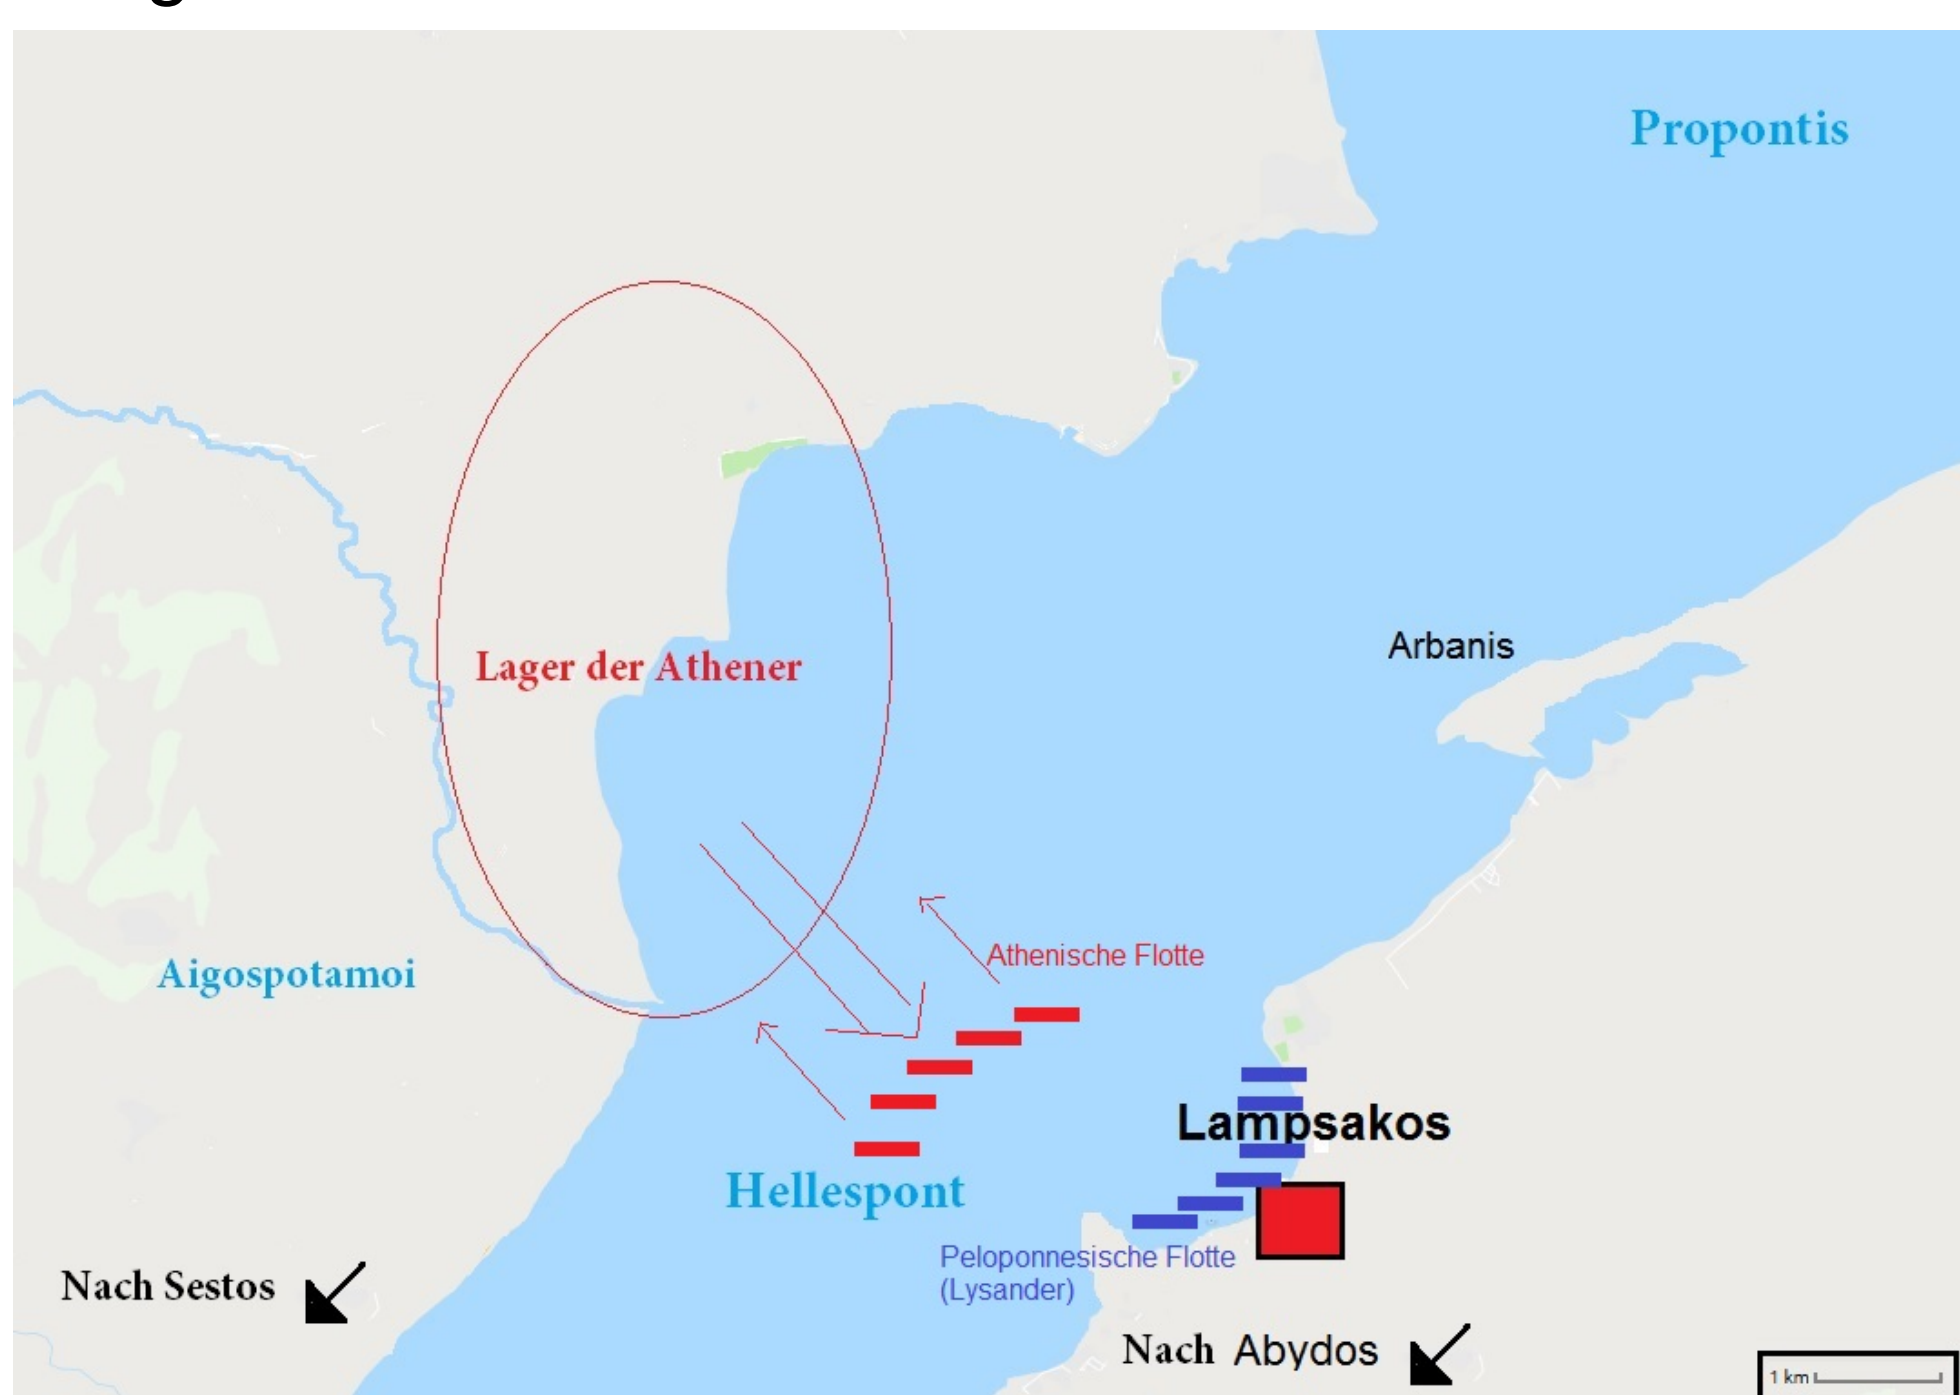 Propontis
Arbanis
Lager der Athener
Athenische Flotte
Aigospotamoi
Lampsakos
Hellespont
Peloponnesische Flotte
(Lysander)
Nach Sestos
Nach Abydos
1 km